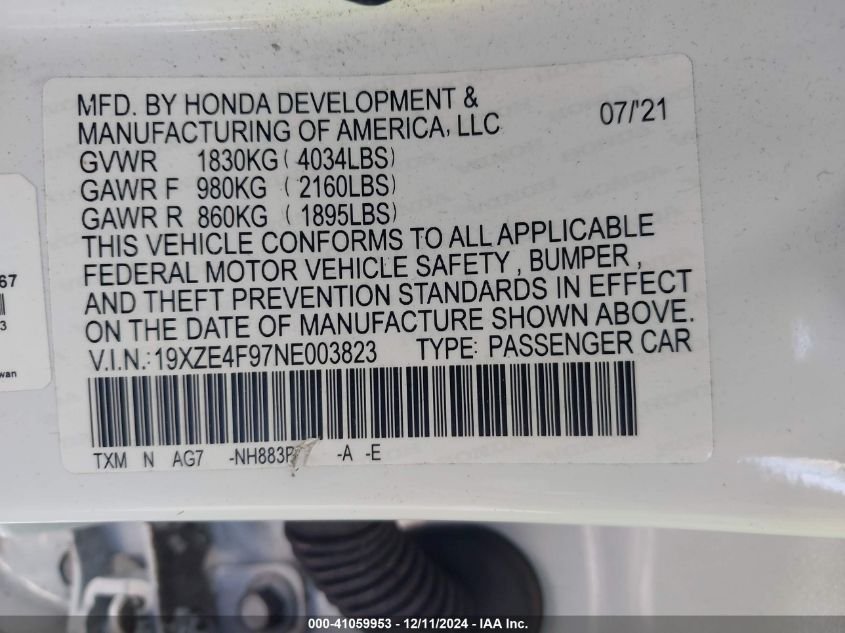 MFD. BY HONDA DEVELOPMENT &
MANUFACTURING OF AMERICA, LLC 07/'21
GVWR 1830KG ( 4034LBS)
GAWR F 980KG ( 2160LBS)
GAWR R 860KG ( 1895LBS)
THIS VEHICLE CONFORMS TO ALL APPLICABLE
FEDERAL MOTOR VEHICLE SAFETY , BUMPER ,
AND THEFT PREVENTION STANDARDS IN EFFECT
ON THE DATE OF MANUFACTURE SHOWN ABOVE.
V.I.N.: 19XZE4F97NE003823 TYPE: PASSENGER CAR
TXM N AG7 -NH883P -A -E
67
3
wan
000-41059953 - 12/11/2024 - IAA Inc.